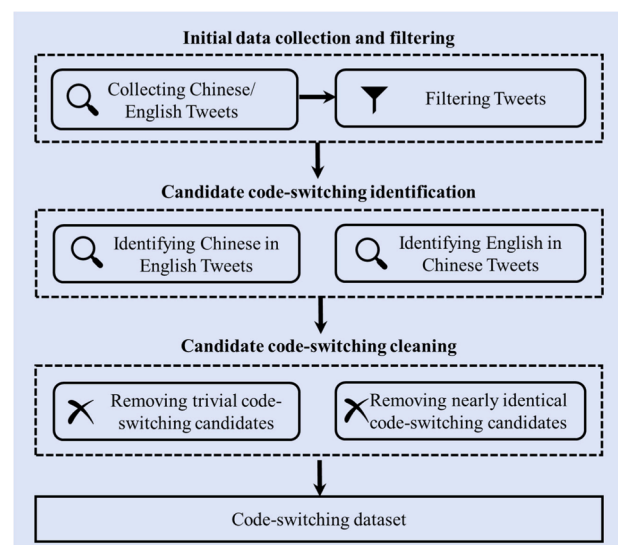 Initial data collection and filtering
Collecting Chinese/
English Tweets
Filtering Tweets
Candidate code-switching identification
Identifying Chinese in
English Tweets
Identifying English in
Chinese Tweets
Candidate code-switching cleaning
Removing trivial code-
switching candidates
Removing nearly identical
code-switching candidates
Code-switching dataset